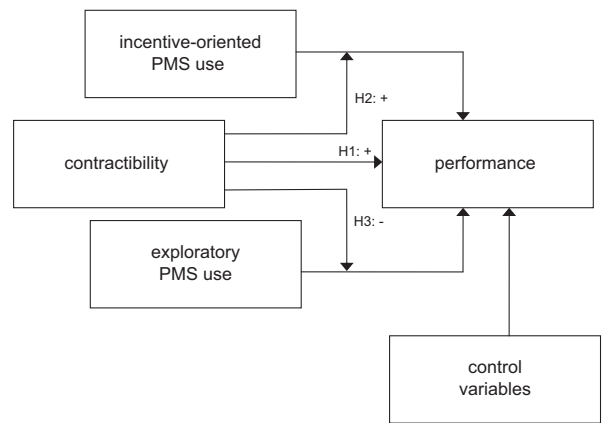 incentive-oriented
PMS use
H2: +
contractibility
H1: +
performance
H3: -
exploratory
PMS use
control
variables